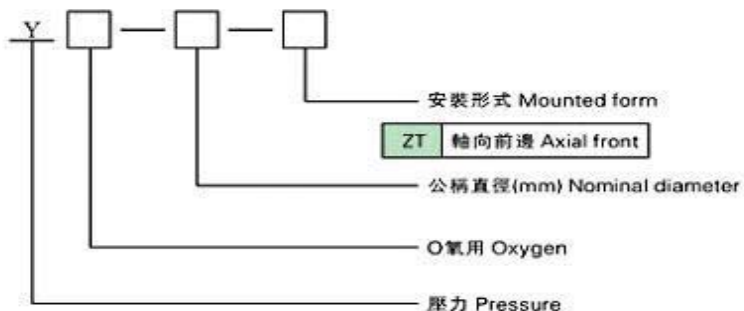 Y
安裝形式 Mounted form
ZT 軸向前邊 Axial front
公稱直徑(mm) Nominal diameter
O氧用 Oxygen
壓力 Pressure